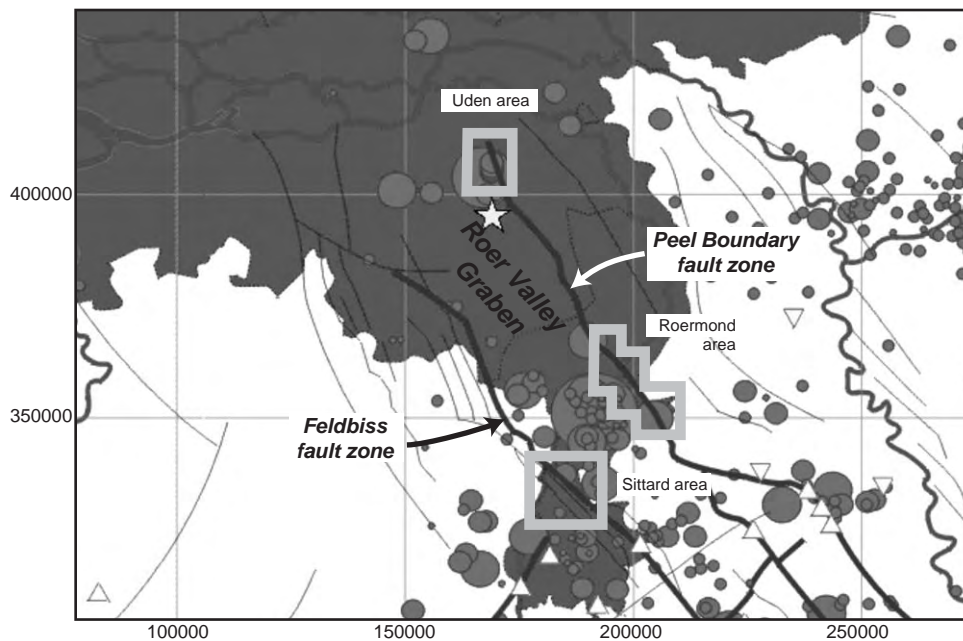 Uden area
400000
Roer Valley
Graben
Peel Boundary
fault zone
Roermond
area
350000
Feldbiss
fault zone
Sittard area
100000
150000
200000
250000